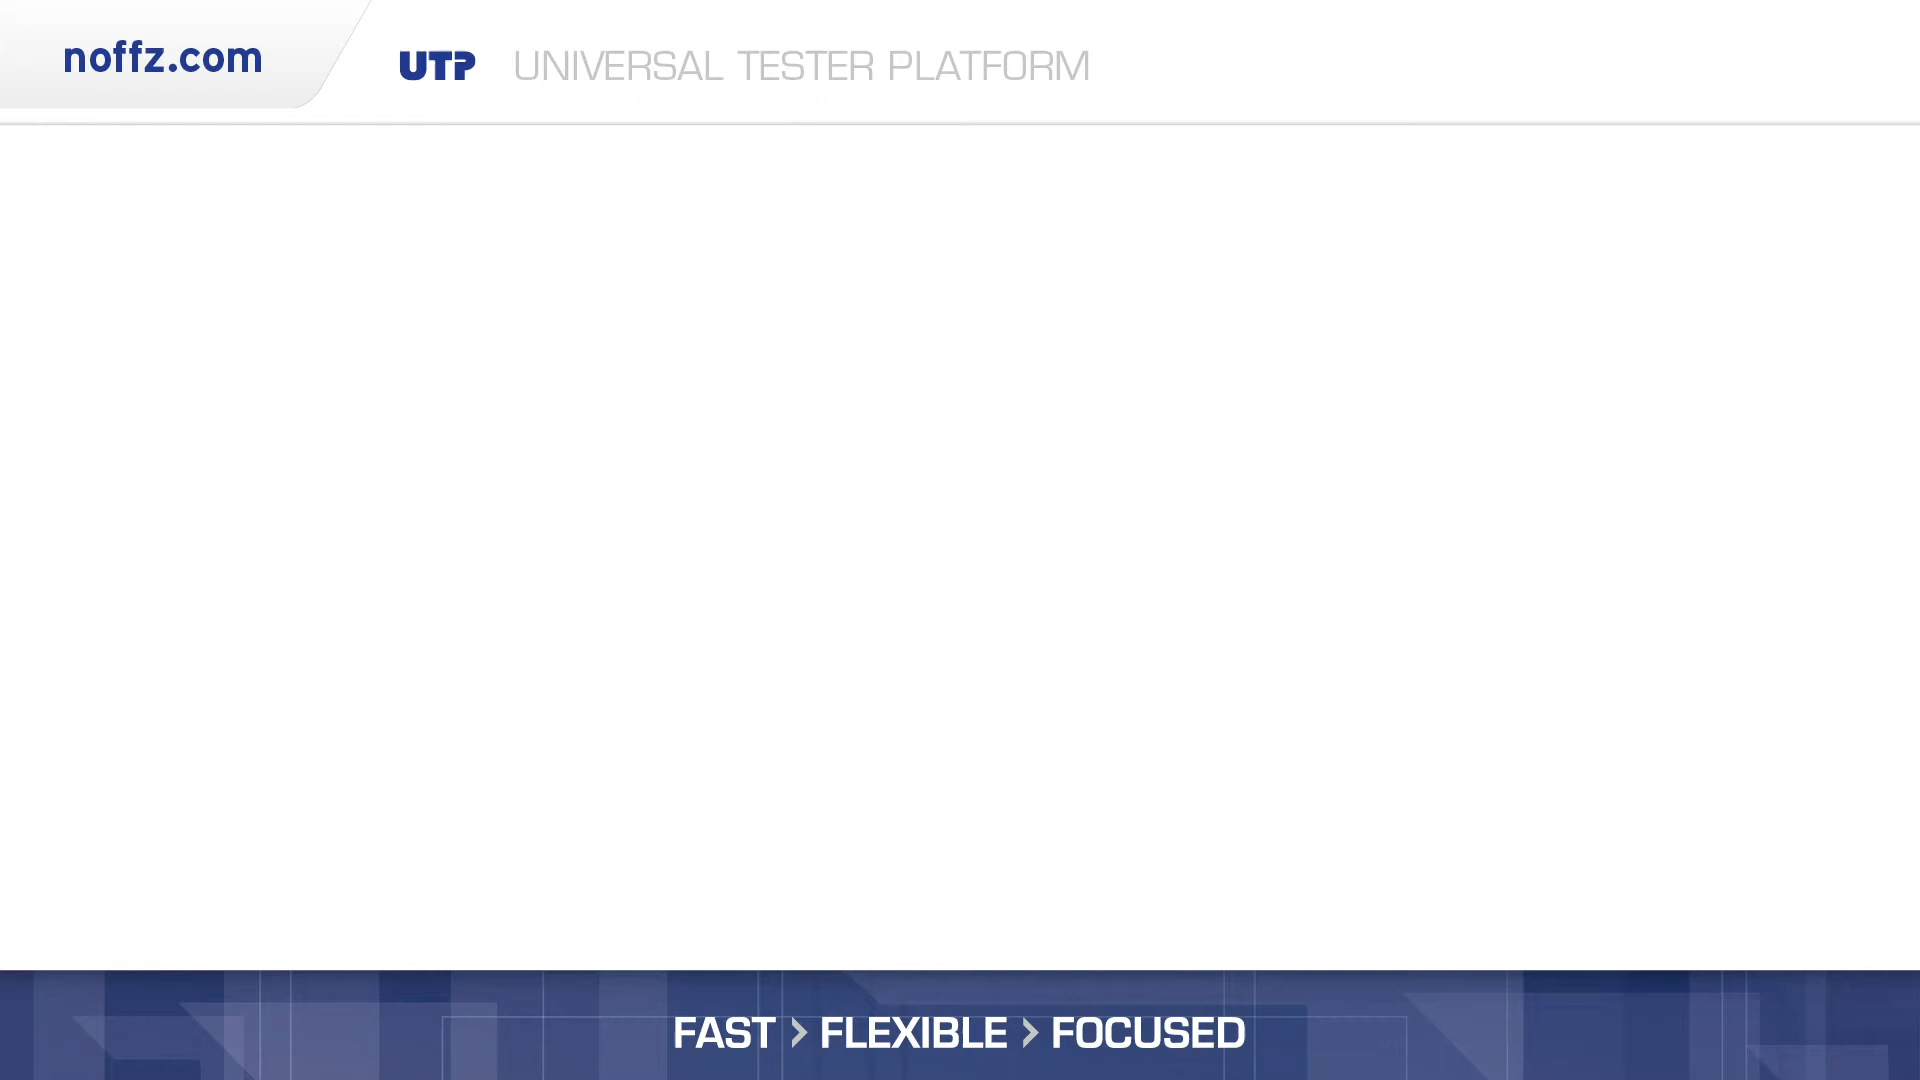 noffz.com
UTP UNIVERSAL TESTER PLATFORM
FAST > FLEXIBLE > FOCUSED